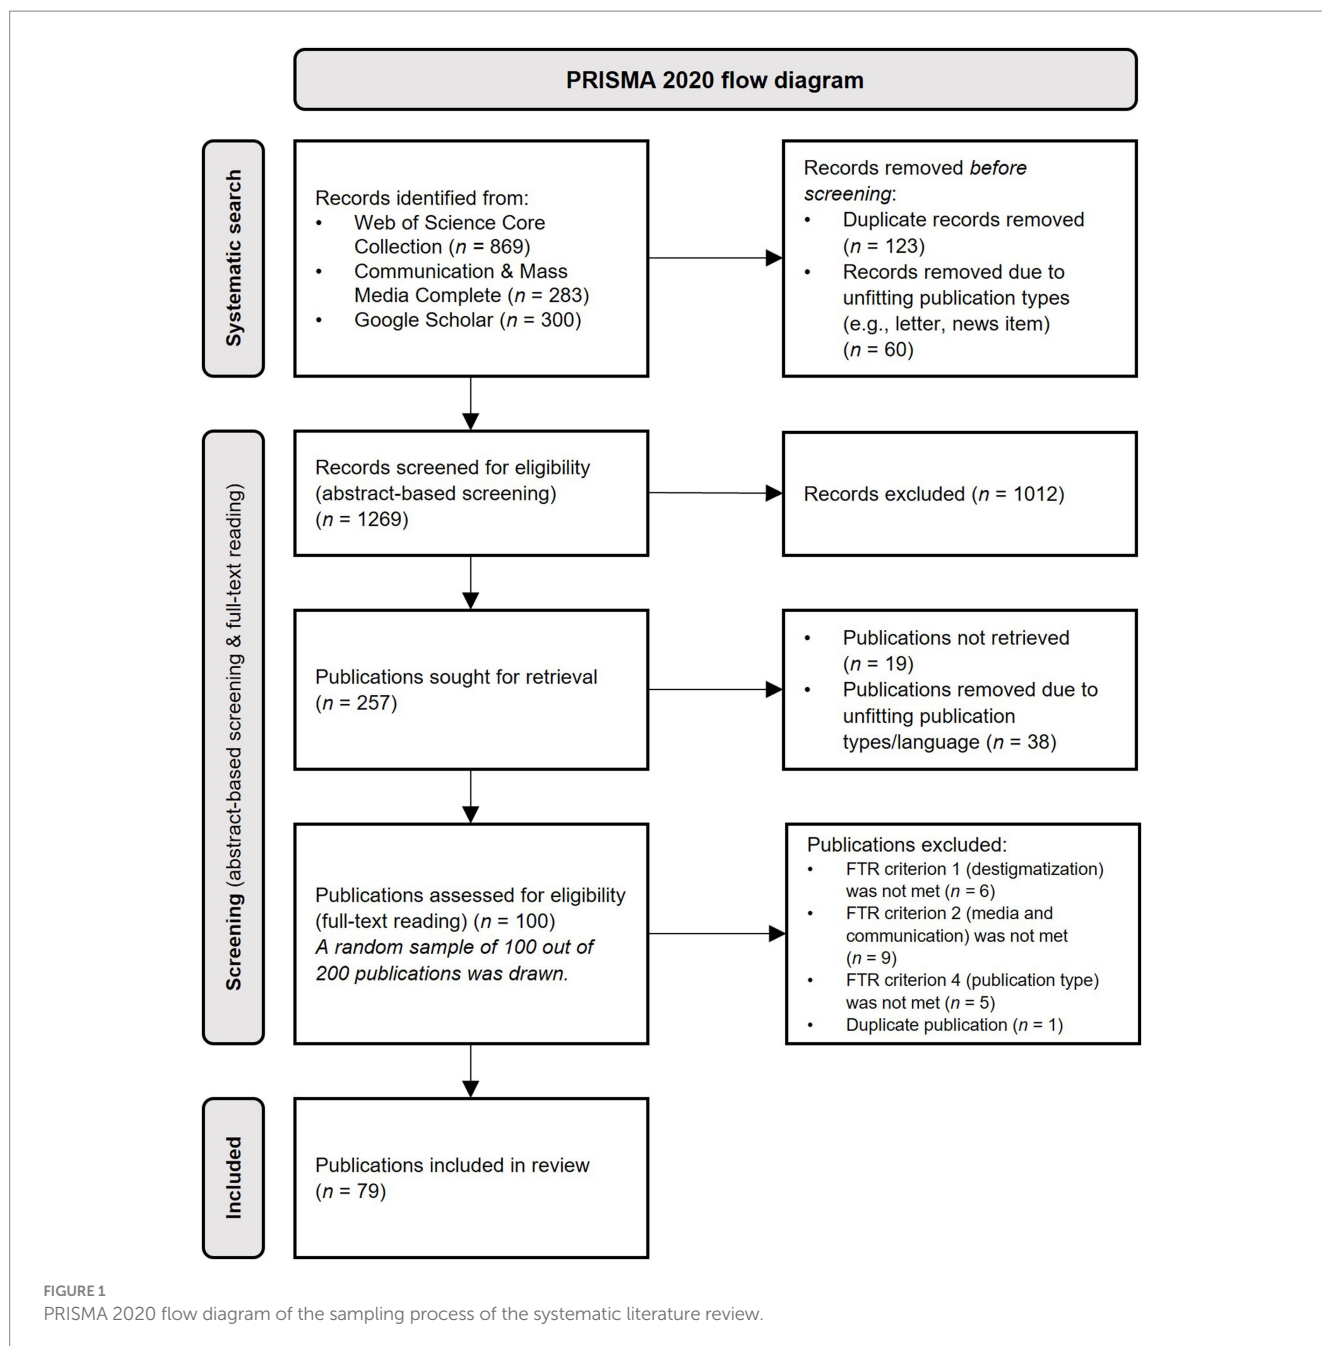 PRISMA 2020 flow diagram
Systematic search
Records identified from:
• Web of Science Core
Collection (n = 869)
• Communication & Mass
Media Complete (n = 283)
• Google Scholar (n = 300)
Records removed before
screening:
• Duplicate records removed
(n = 123)
• Records removed due to
unfitting publication types
(e.g., letter, news item)
(n = 60)
Screening (abstract-based screening & full-text reading)
Records screened for eligibility
(abstract-based screening)
(n = 1269)
Records excluded (n = 1012)
Publications sought for retrieval
(n = 257)
• Publications not retrieved
(n = 19)
• Publications removed due to
unfitting publication
types/language (n = 38)
Publications assessed for eligibility
(full-text reading) (n = 100)
A random sample of 100 out of
200 publications was drawn.
Publications excluded:
• FTR criterion 1 (destigmatization)
was not met (n = 6)
• FTR criterion 2 (media and
communication) was not met
(n = 9)
• FTR criterion 4 (publication type)
was not met (n = 5)
• Duplicate publication (n = 1)
Included
Publications included in review
(n = 79)
FIGURE 1
PRISMA 2020 flow diagram of the sampling process of the systematic literature review.